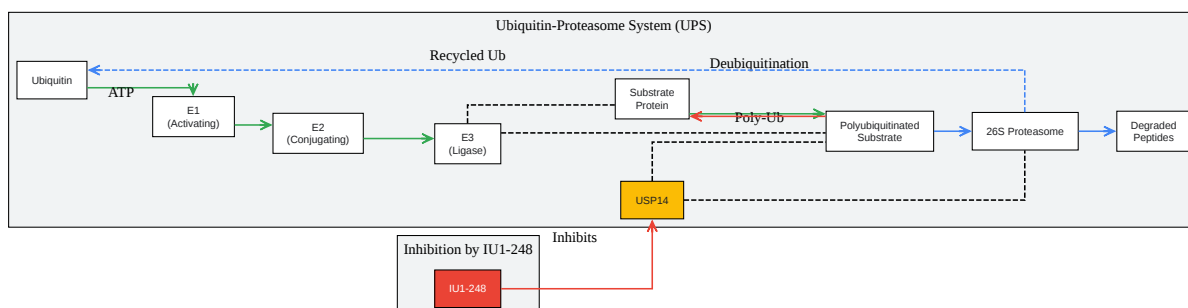 Ubiquitin-Proteasome System (UPS)
Recycled Ub
Deubiquitination
Ubiquitin
ATP
E1
(Activating)
E2
(Conjugating)
E3
(Ligase)
Substrate
Protein
Poly-Ub
Polyubiquitinated
Substrate
26S Proteasome
Degraded
Peptides
USP14
Inhibits
Inhibition by IU1-248
IU1-248